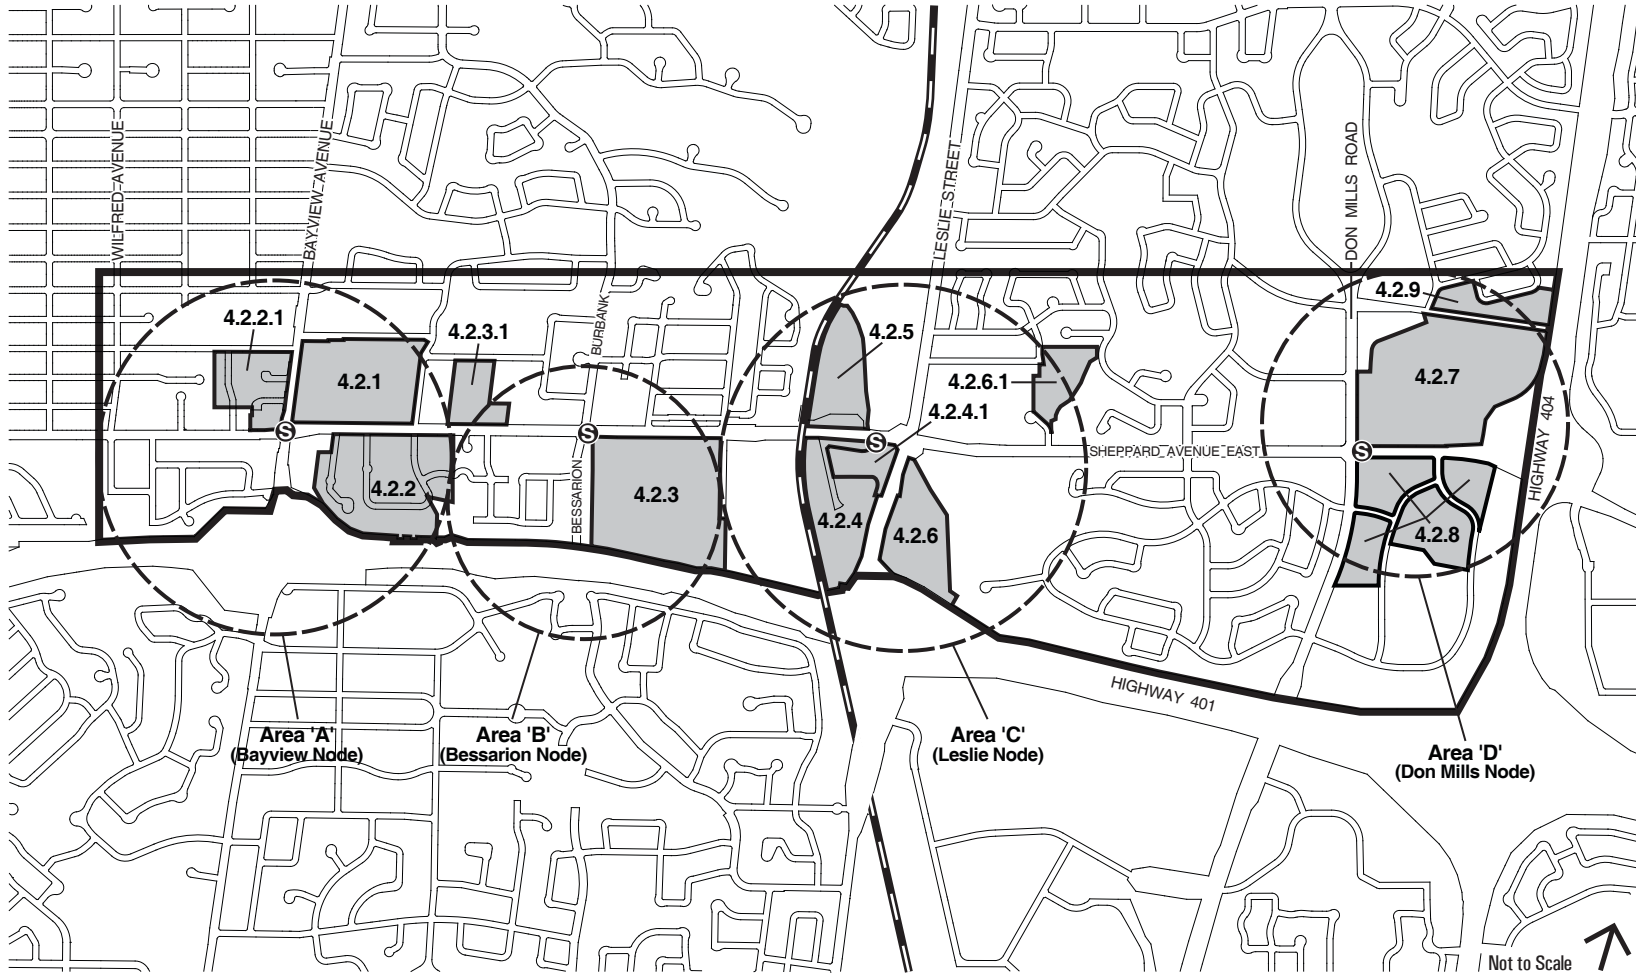 WILFRED AVENUE
BAYVIEW AVENUE
LESLIE STREET
DON MILLS ROAD
4.2.9
4.2.2.1
4.2.3.1
BURBANK
4.2.5
4.2.1
4.2.6.1
4.2.7
4.2.4.1
HIGHWAY 404
S
S
S
S
SHEPPARD AVENUE EAST
4.2.2
BESSARION
4.2.3
4.2.4
4.2.6
4.2.8
HIGHWAY 401
Area 'A'
(Bayview Node)
Area 'B'
(Bessarion Node)
Area 'C'
(Leslie Node)
Area 'D'
(Don Mills Node)
Not to Scale